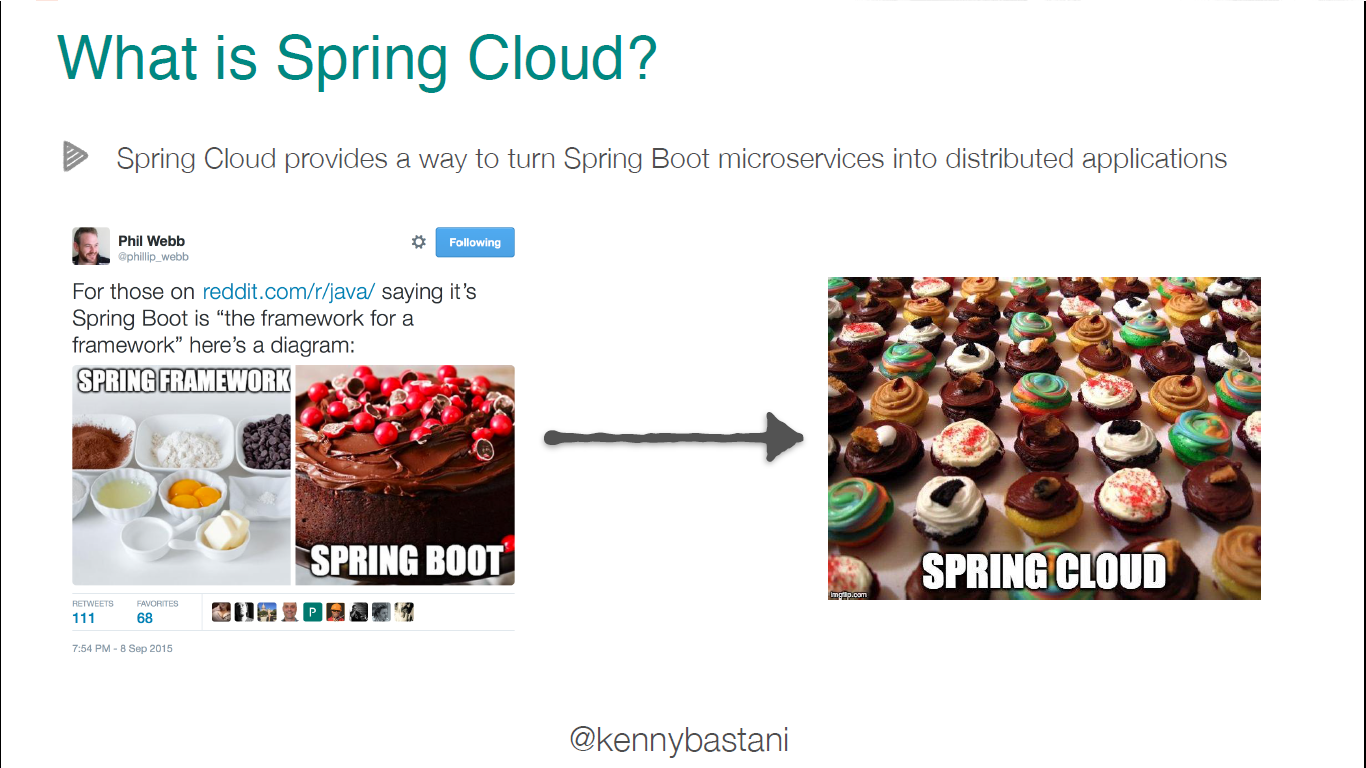 What is Spring Cloud?
Spring Cloud provides a way to turn Spring Boot microservices into distributed applications
Phil Webb
@phillip_webb
Following
For those on reddit.com/r/java/ saying it’s
Spring Boot is “the framework for a
framework” here’s a diagram:
SPRING FRAMEWORK
SPRING BOOT
RETWEETS
111
FAVORITES
68
P
7:54 PM - 8 Sep 2015
SPRING CLOUD
imgflip.com
@kennybastani